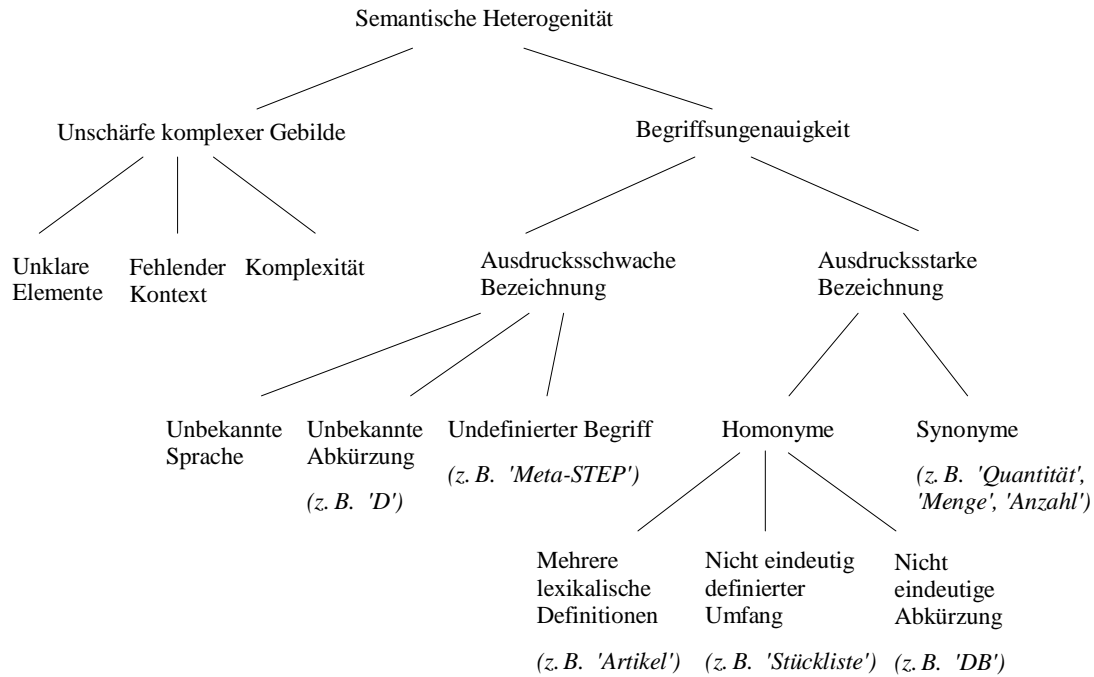 Semantische Heterogenität
Unschärfe komplexer Gebilde
Begriffsungenauigkeit
Unklare
Elemente
Fehlender
Kontext
Komplexität
Ausdrucksschwache
Bezeichnung
Ausdrucksstarke
Bezeichnung
Unbekannte
Sprache
Unbekannte
Abkürzung
(z. B. 'D')
Undefinierter Begriff
(z. B. 'Meta-STEP')
Homonyme
Synonyme
(z. B. 'Quantität',
'Menge', 'Anzahl')
Mehrere
lexikalische
Definitionen
(z. B. 'Artikel')
Nicht eindeutig
definierter
Umfang
(z. B. 'Stückliste')
Nicht
eindeutige
Abkürzung
(z. B. 'DB')